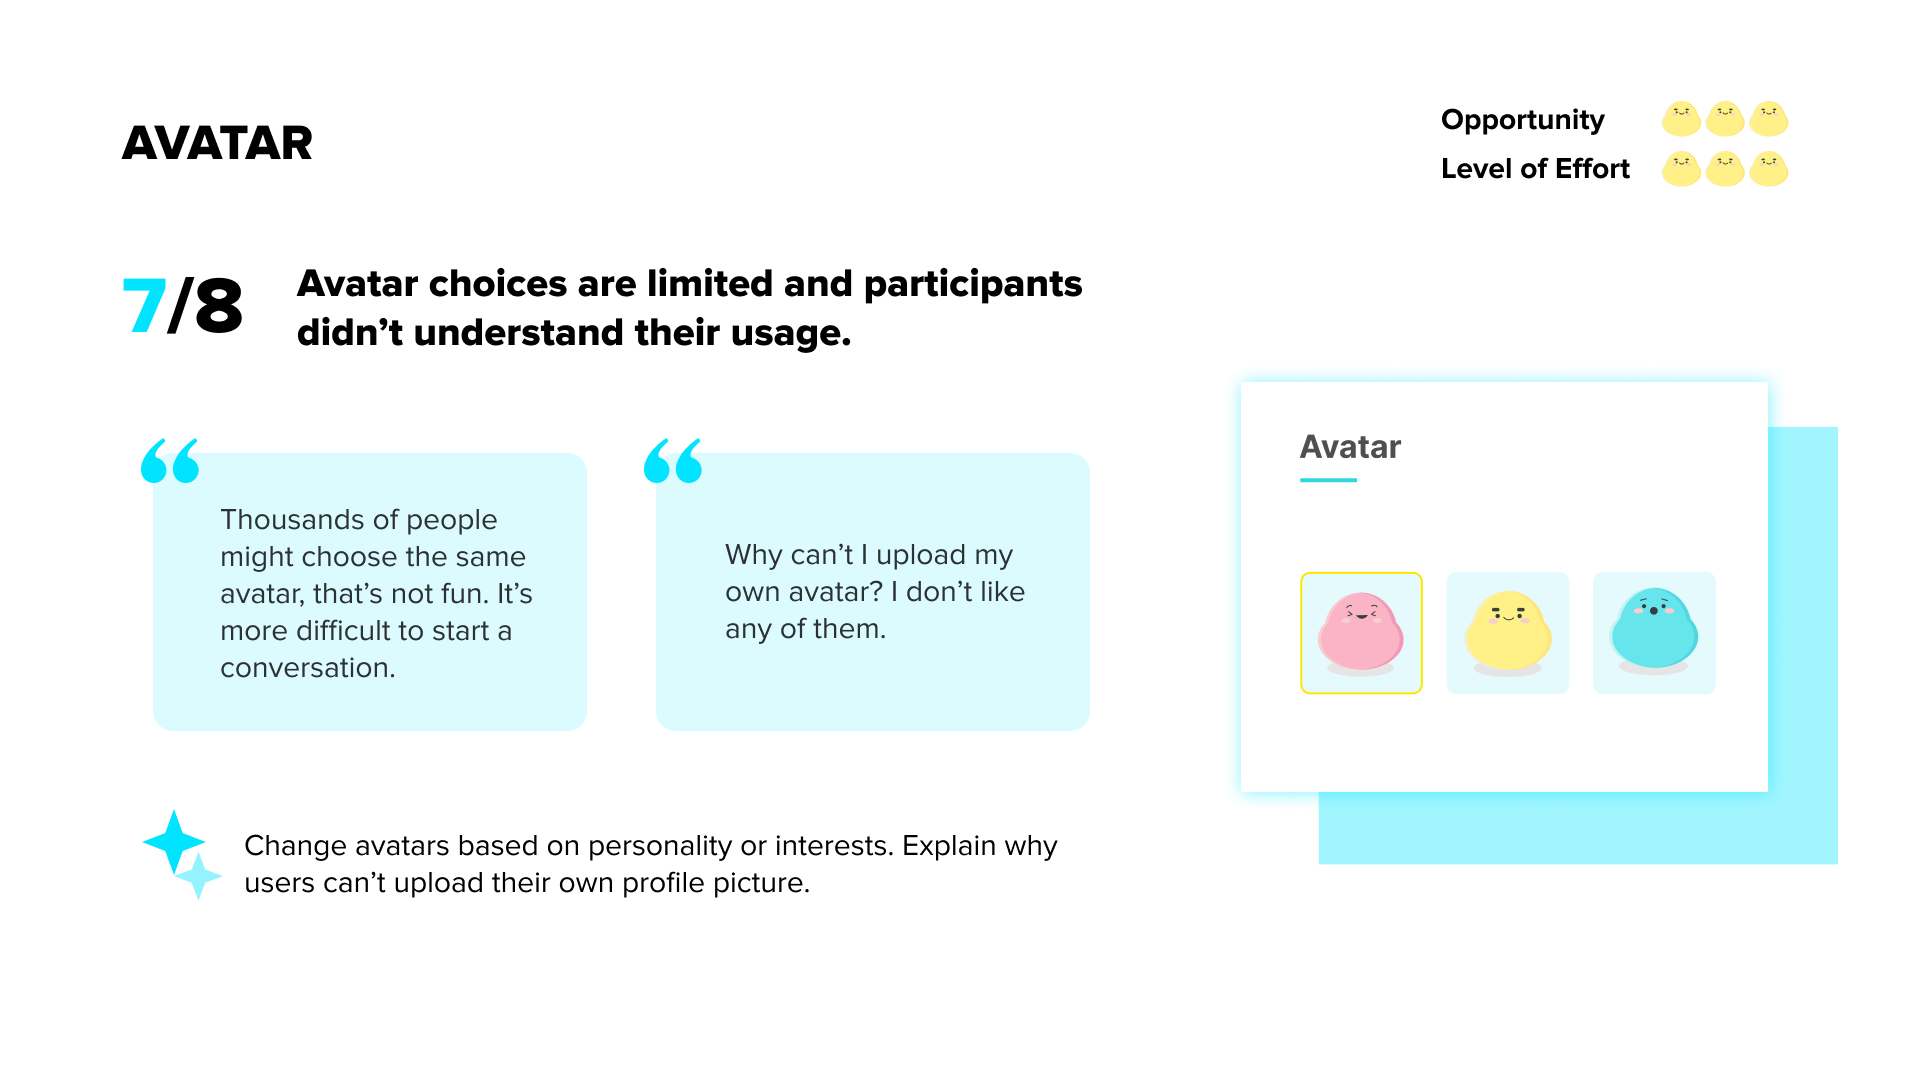 AVATAR
Opportunity
Level of Effort
7/8
Avatar choices are limited and participants
didn’t understand their usage.
Thousands of people
might choose the same
avatar, that’s not fun. It’s
more difficult to start a
conversation.
Why can’t I upload my
own avatar? I don’t like
any of them.
Avatar
Change avatars based on personality or interests. Explain why
users can’t upload their own profile picture.